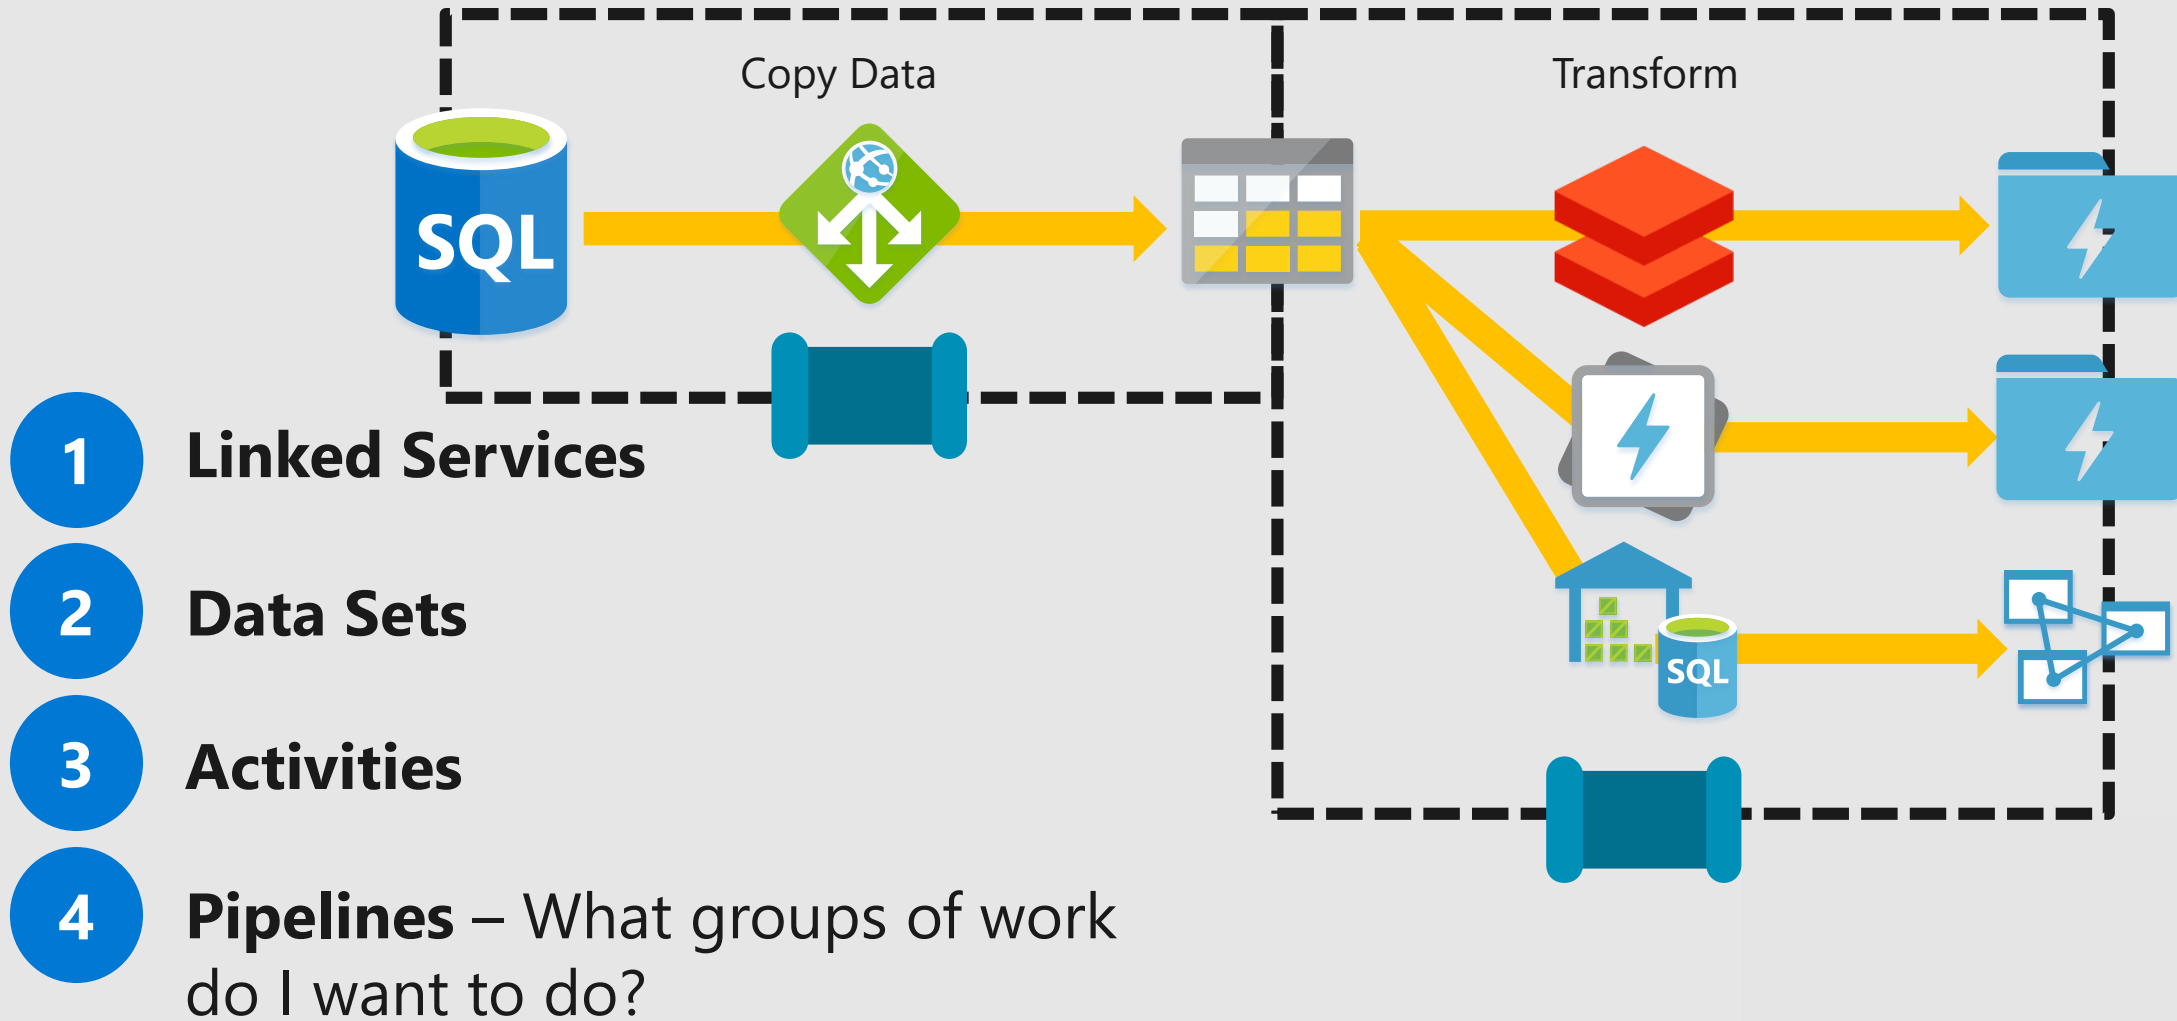 Copy Data
Transform
SQL
SQL
1
Linked Services
2
Data Sets
3
Activities
4
Pipelines – What groups of work
do I want to do?